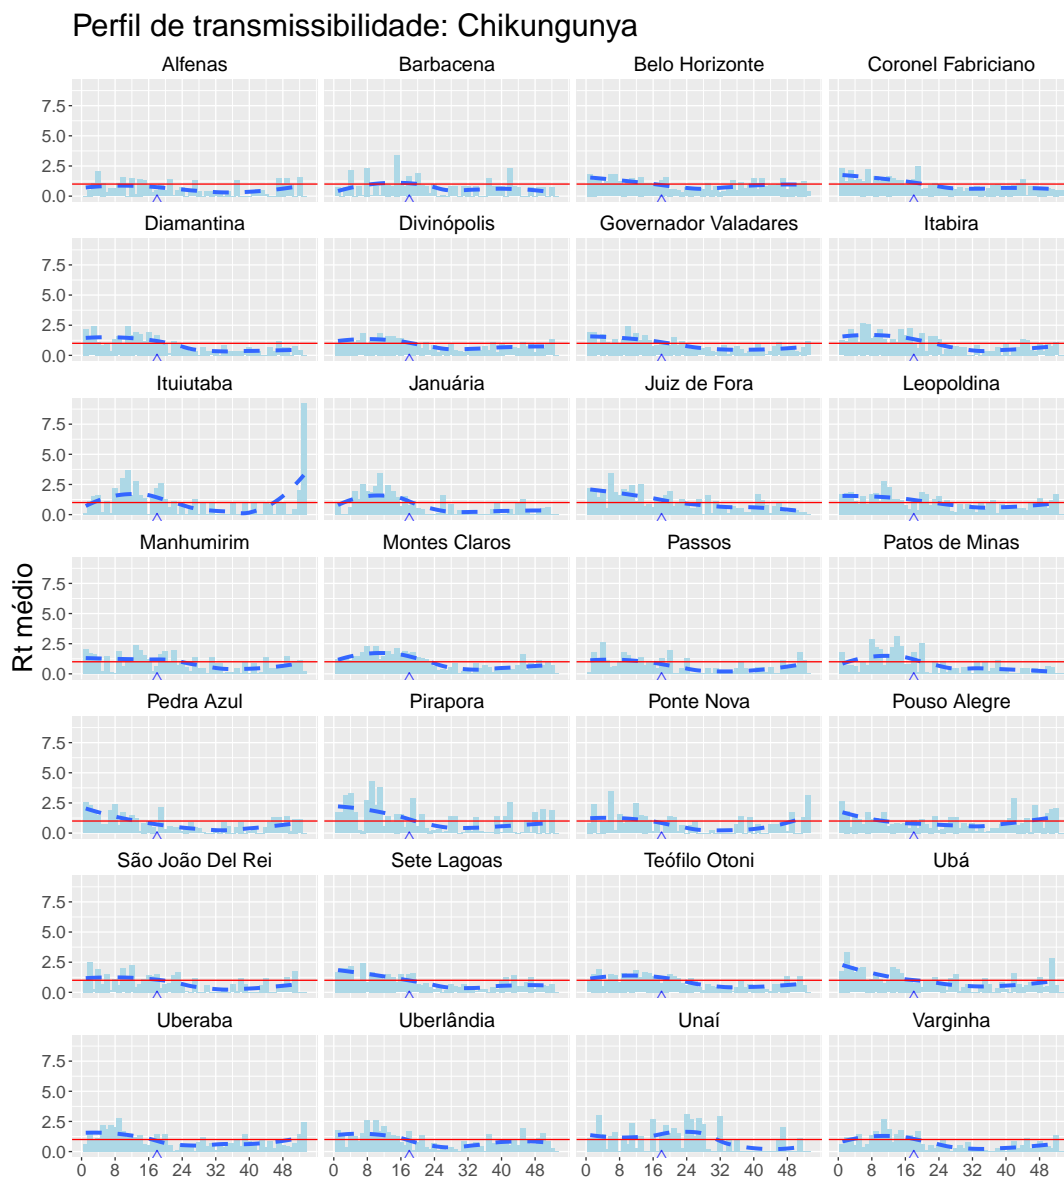 Perfil de transmissibilidade: Chikungunya
Alfenas Barbacena Belo Horizonte Coronel Fabriciano
7.5
5.0
2.5
0.0
Diamantina Divinópolis Governador Valadares Itabira
7.5
5.0
2.5
0.0
Ituiutaba Januária Juiz de Fora Leopoldina
7.5
5.0
2.5
0.0
Manhumirim Montes Claros Passos Patos de Minas
7.5
5.0
2.5
0.0
Rt médio
Pedra Azul Pirapora Ponte Nova Pouso Alegre
7.5
5.0
2.5
0.0
São João Del Rei Sete Lagoas Teófilo Otoni Ubá
7.5
5.0
2.5
0.0
Uberaba Uberlândia Unaí Varginha
7.5
5.0
2.5
0.0
0 8 16 24 32 40 48 0 8 16 24 32 40 48 0 8 16 24 32 40 48 0 8 16 24 32 40 48